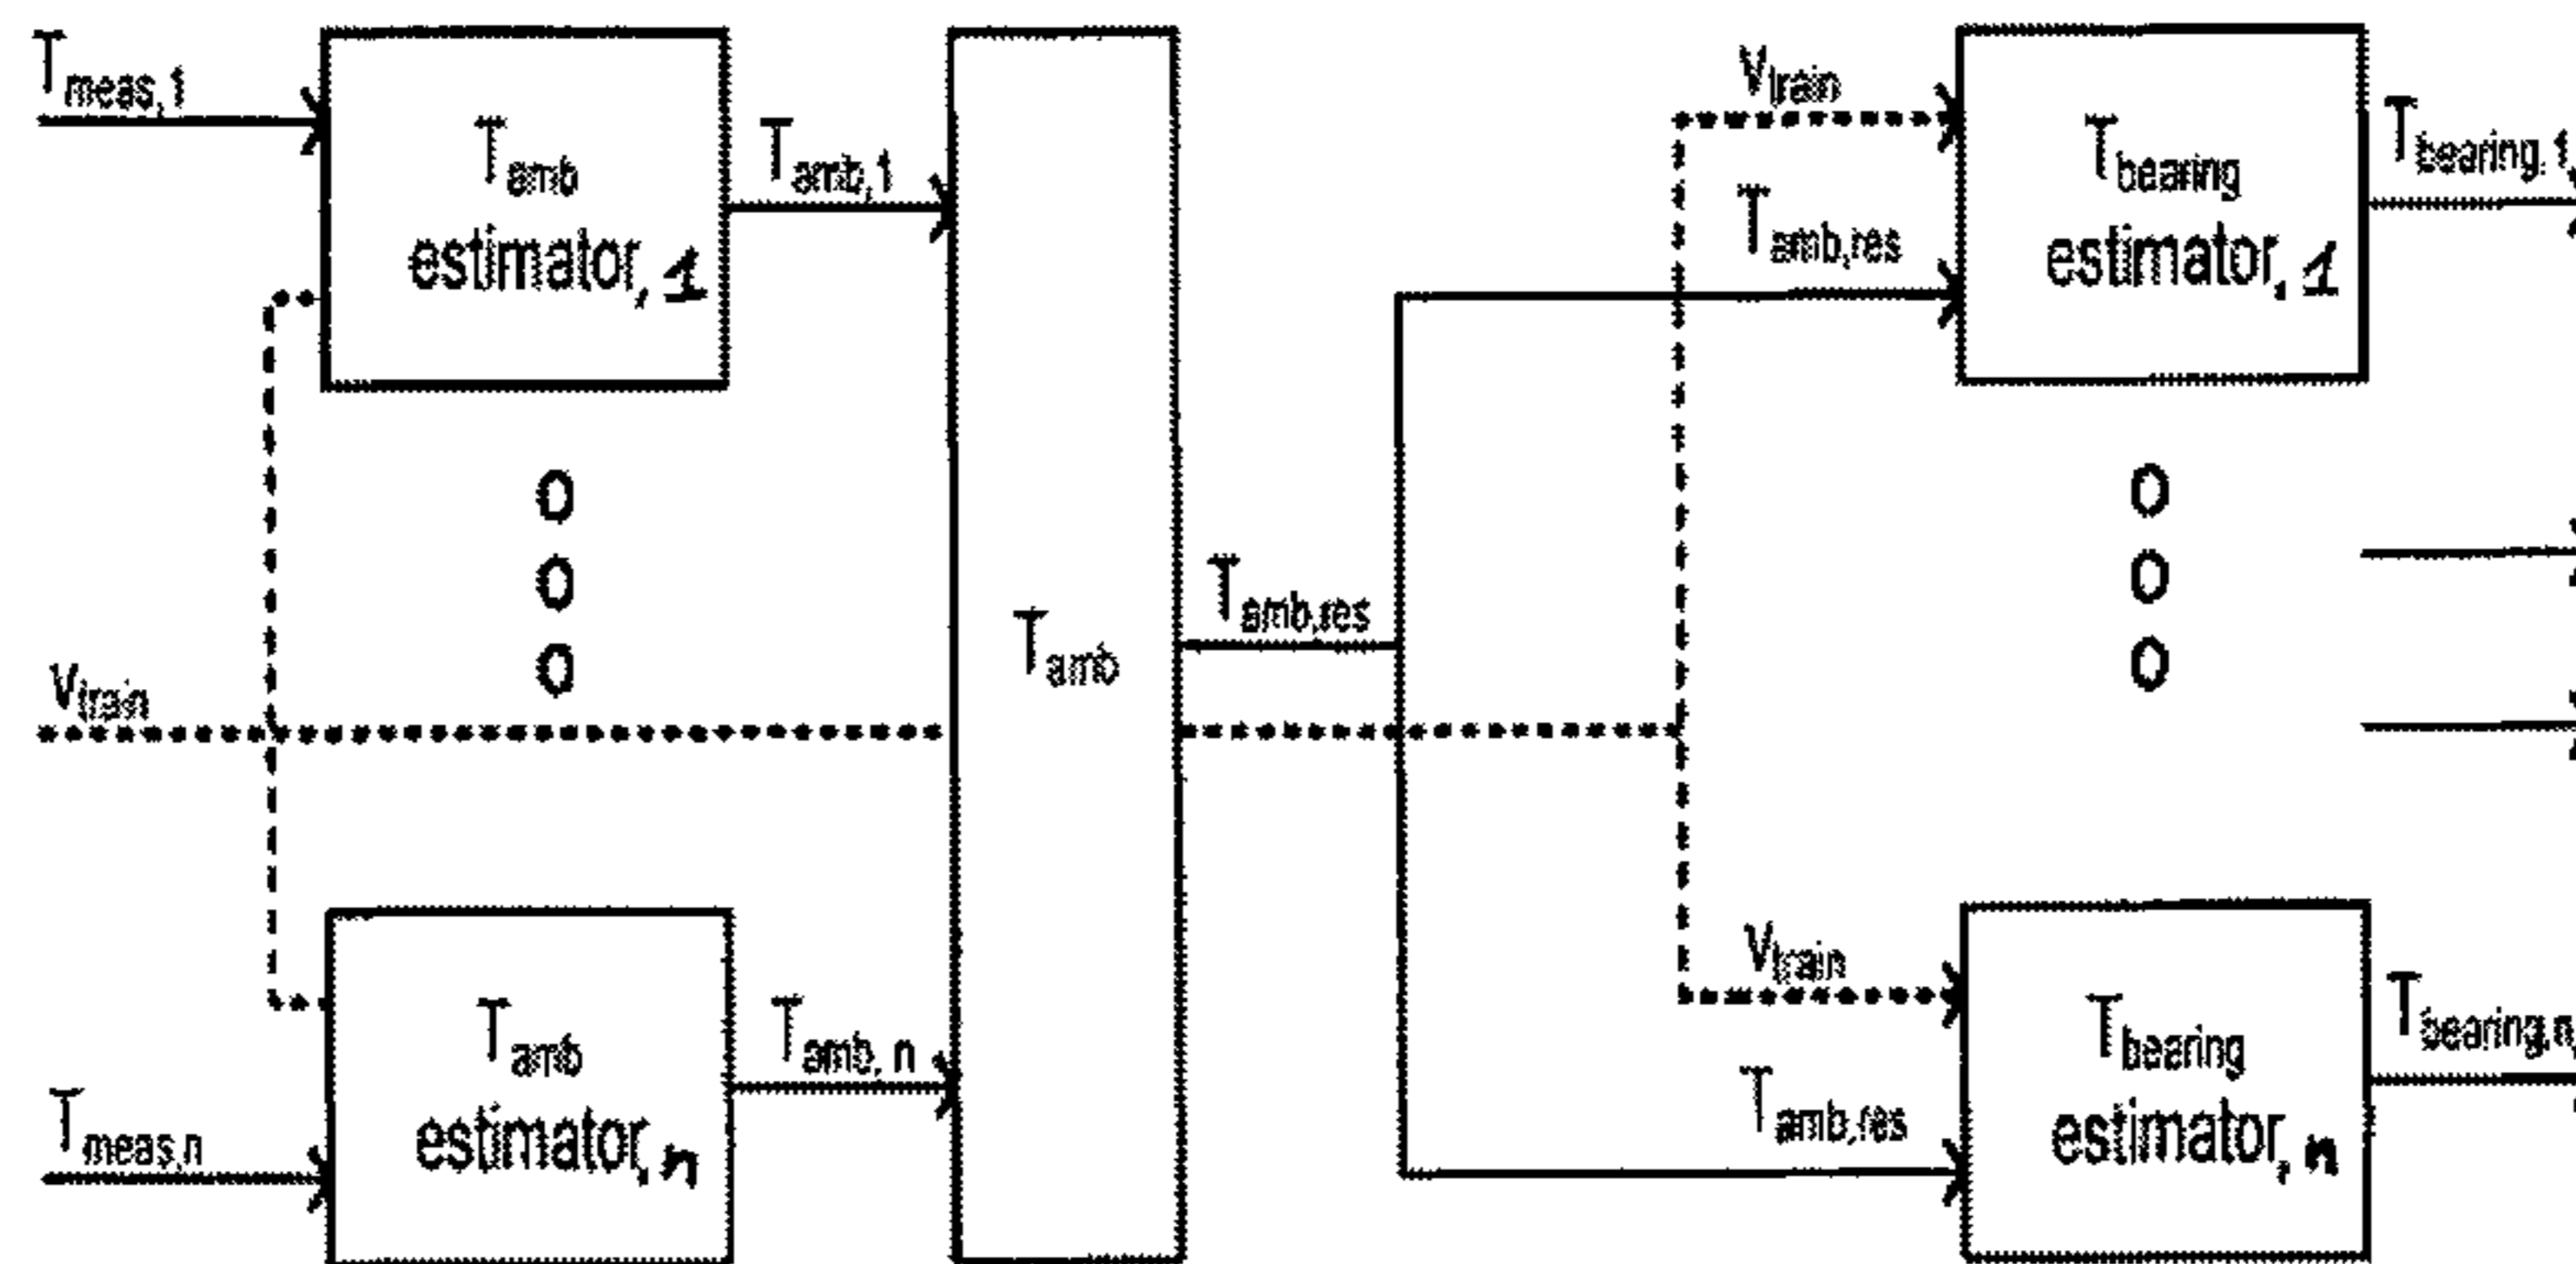 Tmeas,1
Tamb
estimator,1
Tamb,1
Vtrain
Tamb,res
Tbearing
estimator,1
Tbearing,1
o
o
o
Vtrain
Tamb
Tamb,res
o
o
o
Tmeas,n
Tamb
estimator,n
Tamb,n
Vtrain
Tamb,res
Tbearing
estimator,n
Tbearing,n